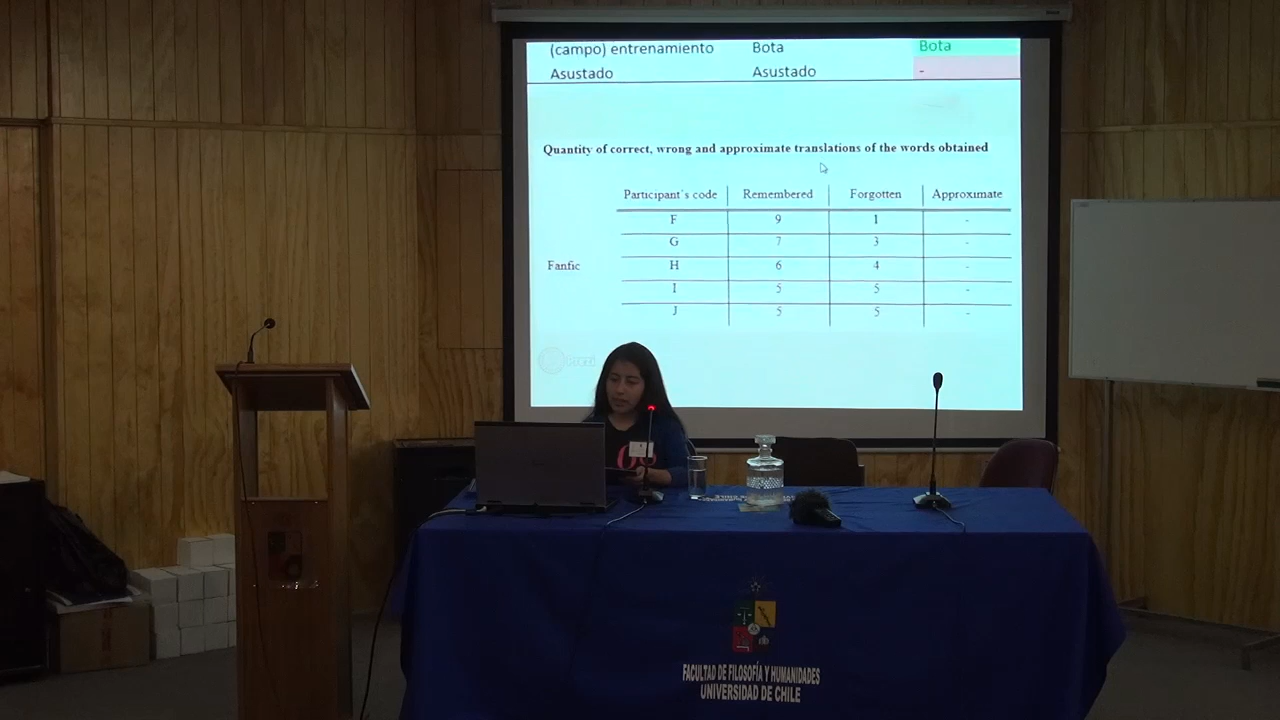 (campo) entrenamiento Bota Bota
Asustado Asustado -
Quantity of correct, wrong and approximate translations of the words obtained
Participant´s code Remembered Forgotten Approximate
F 9 1 -
G 7 3 -
Fanfic H 6 4 -
I 5 5 -
J 5 5 -
Prezi
FACULTAD DE FILOSOFÍA Y HUMANIDADES
UNIVERSIDAD DE CHILE